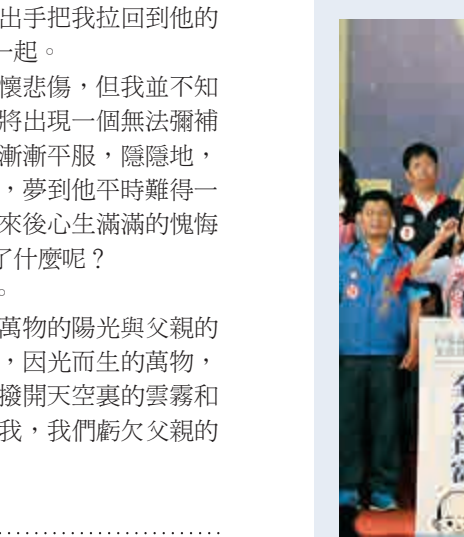 出手把我拉回到他的
一起。
懷悲傷，但我並不知
將出現一個無法彌補
漸漸平服，隱隱地，
，夢到他平時難得一
來後心生滿滿的愧悔
了什麼呢？
。
萬物的陽光與父親的
，因光而生的萬物，
撥開天空裏的雲霧和
我，我們虧欠父親的
全台首